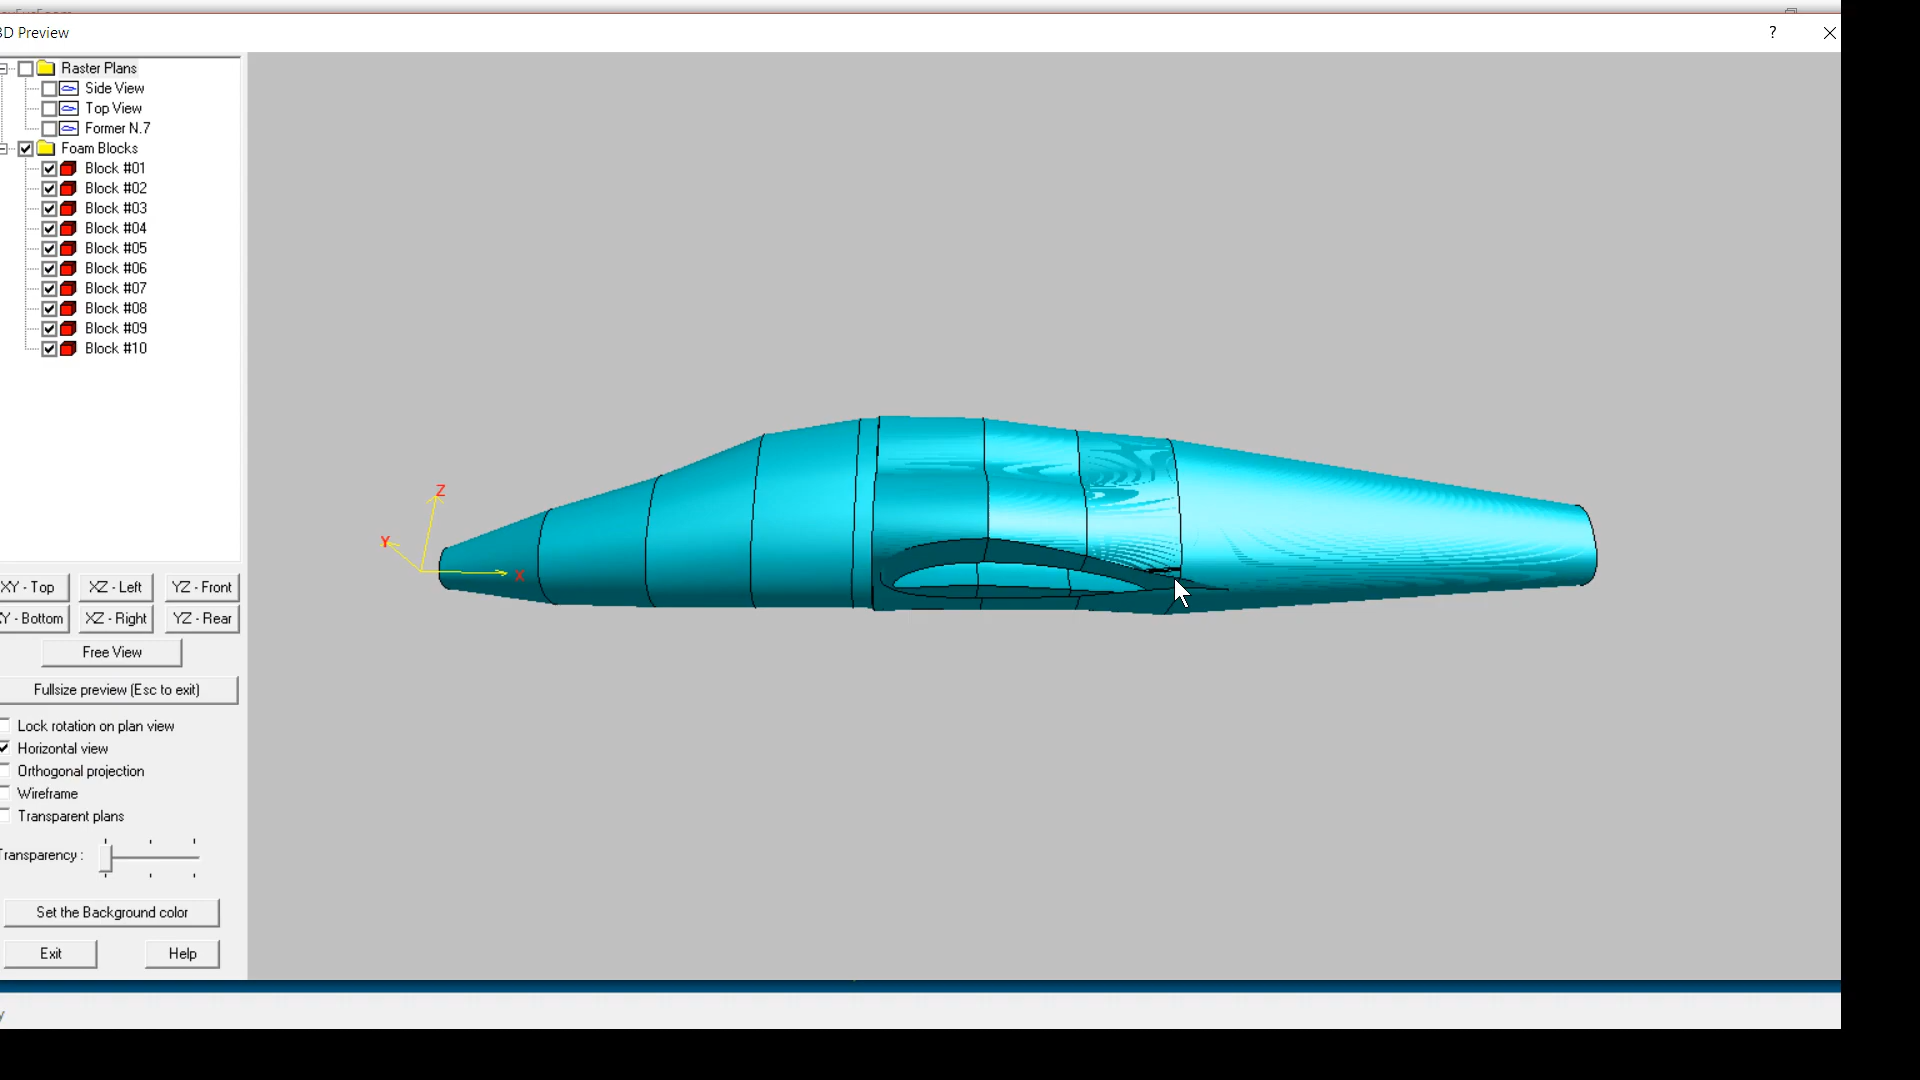 3D Preview
?
Raster Plans
Side View
Top View
Former N.7
Foam Blocks
Block #01
Block #02
Block #03
Block #04
Block #05
Block #06
Block #07
Block #08
Block #09
Block #10
Z
Y
X
XY - Top
XZ - Left
YZ - Front
XY - Bottom
XZ - Right
YZ - Rear
Free View
Fullsize preview (Esc to exit)
Lock rotation on plan view
Horizontal view
Orthogonal projection
Wireframe
Transparent plans
Transparency :
Set the Background color
Exit
Help